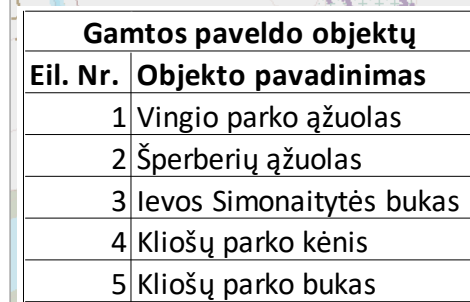 Gamtos paveldo objektų
Eil. Nr. Objekto pavadinimas
1 Vingio parko ąžuolas
2 Šperberių ąžuolas
3 Ievos Simonaitytės bukas
4 Kliošų parko kėnis
5 Kliošų parko bukas